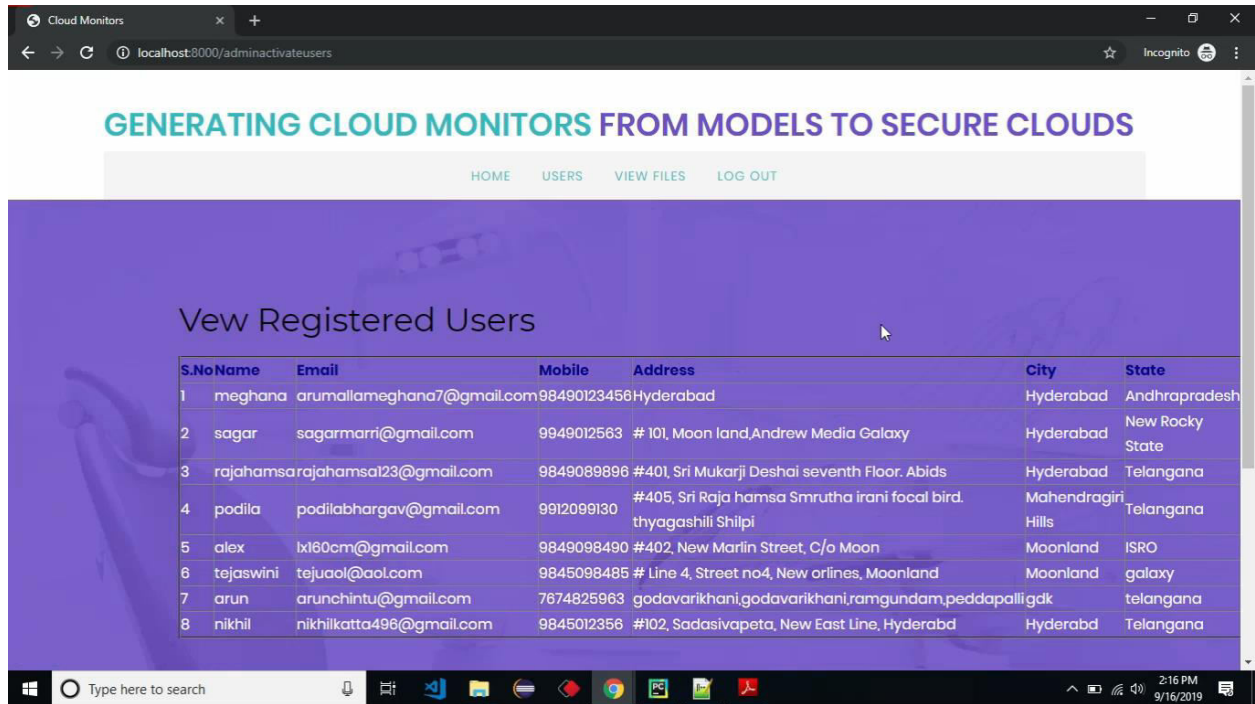 Cloud Monitors
localhost:8000/adminactivateusers
Incognito
GENERATING CLOUD MONITORS FROM MODELS TO SECURE CLOUDS
HOME USERS VIEW FILES LOG OUT
Vew Registered Users
S.No Name Email Mobile Address City State
1 meghana arumallameghana7@gmail.com 98490123456 Hyderabad Hyderabad Andhrapradesh
2 sagar sagarmarri@gmail.com 9949012563 # 101, Moon land,Andrew Media Galaxy Hyderabad New Rocky
State
3 rajahamsa rajahamsa123@gmail.com 9849089896 #401, Sri Mukarji Deshai seventh Floor. Abids Hyderabad Telangana
4 podila podilabhargav@gmail.com 9912099130 #405, Sri Raja hamsa Smrutha irani focal bird. Mahendragiri Telangana
thyagashili Shilpi Hills
5 alex lx160cm@gmail.com 9849098490 #402, New Marlin Street, C/o Moon Moonland ISRO
6 tejaswini tejuaol@aol.com 9845098485 # Line 4, Street no4, New orlines, Moonland Moonland galaxy
7 arun arunchintu@gmail.com 7674825963 godavarikhani,godavarikhani,ramgundam,peddapalli gdk telangana
8 nikhil nikhilkatta496@gmail.com 9845012356 #102, Sadasivapeta, New East Line, Hyderabd Hyderabd Telangana
Type here to search
2:16 PM
9/16/2019